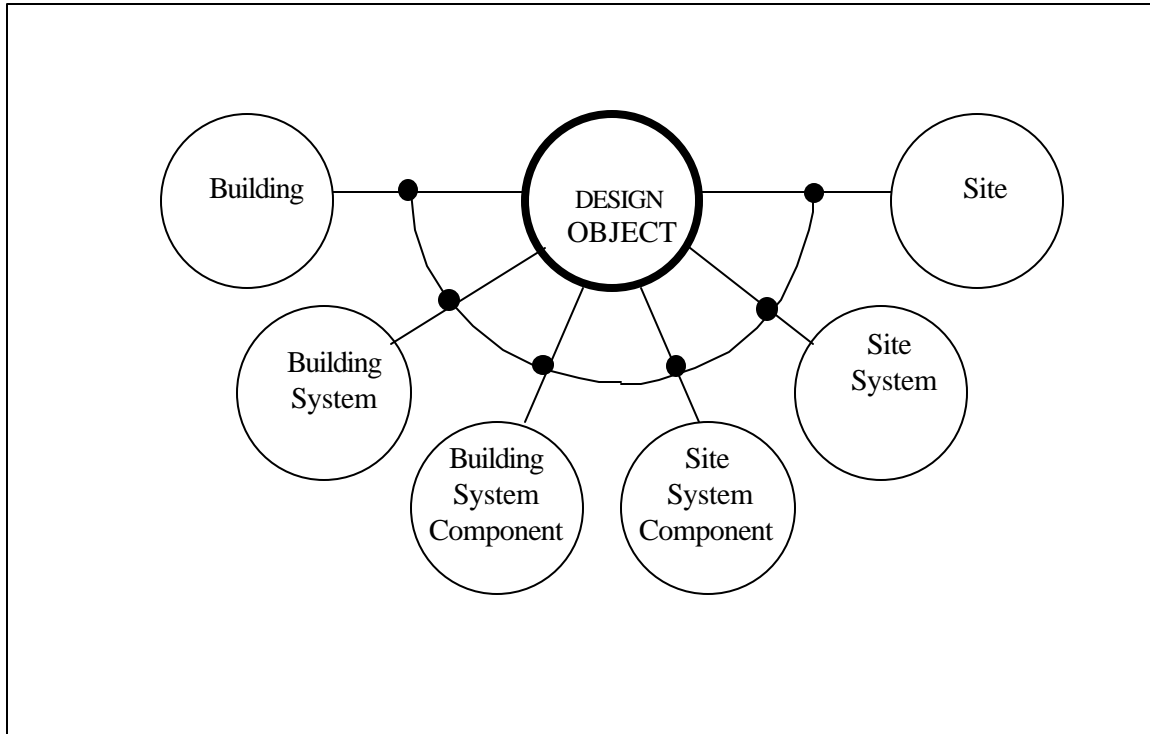 Building
DESIGN
OBJECT
Site
Building
System
Site
System
Building
System
Component
Site
System
Component